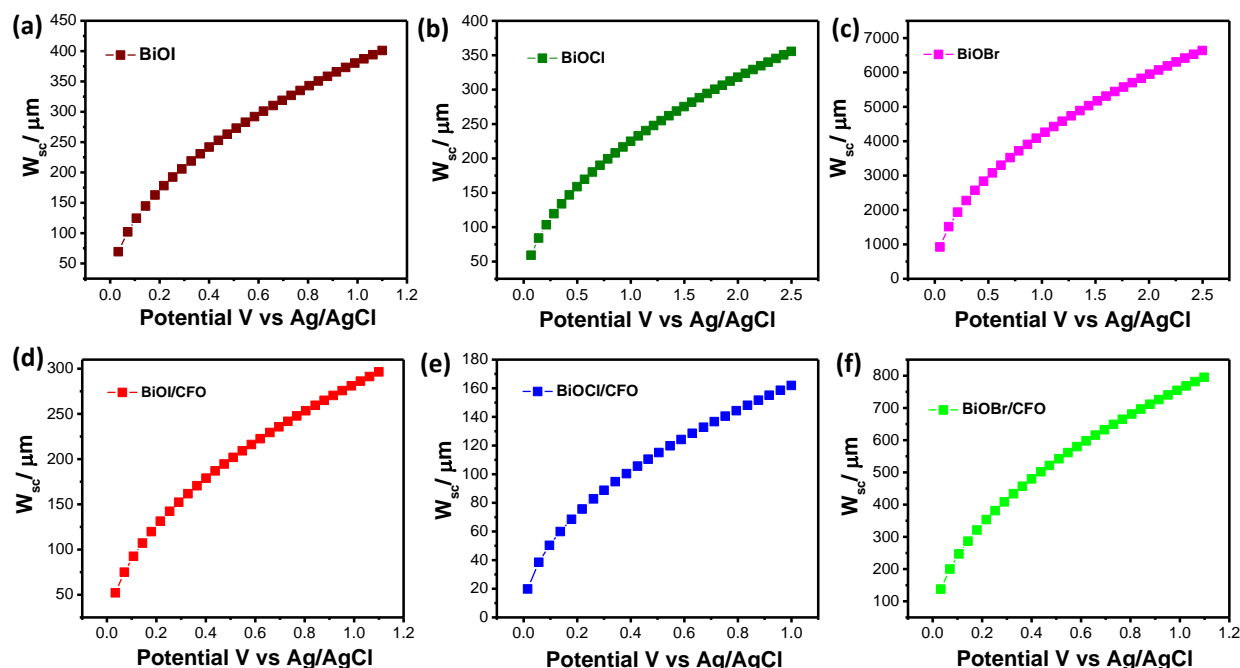 (a)
BiOI
W_sc/ μm
450
400
350
300
250
200
150
100
50
0.0 0.2 0.4 0.6 0.8 1.0 1.2
Potential V vs Ag/AgCl
(b)
BiOCl
W_sc/ μm
400
350
300
250
200
150
100
50
0.0 0.5 1.0 1.5 2.0 2.5
Potential V vs Ag/AgCl
(c)
BiOBr
W_sc/ μm
7000
6000
5000
4000
3000
2000
1000
0
0.0 0.5 1.0 1.5 2.0 2.5
Potential V vs Ag/AgCl
(d)
BiOI/CFO
W_sc/ μm
300
250
200
150
100
50
0.0 0.2 0.4 0.6 0.8 1.0 1.2
Potential V vs Ag/AgCl
(e)
BiOCl/CFO
W_sc/ μm
180
160
140
120
100
80
60
40
20
0
0.0 0.2 0.4 0.6 0.8 1.0
Potential V vs Ag/AgCl
(f)
BiOBr/CFO
W_sc/ μm
800
700
600
500
400
300
200
100
0.0 0.2 0.4 0.6 0.8 1.0 1.2
Potential V vs Ag/AgCl